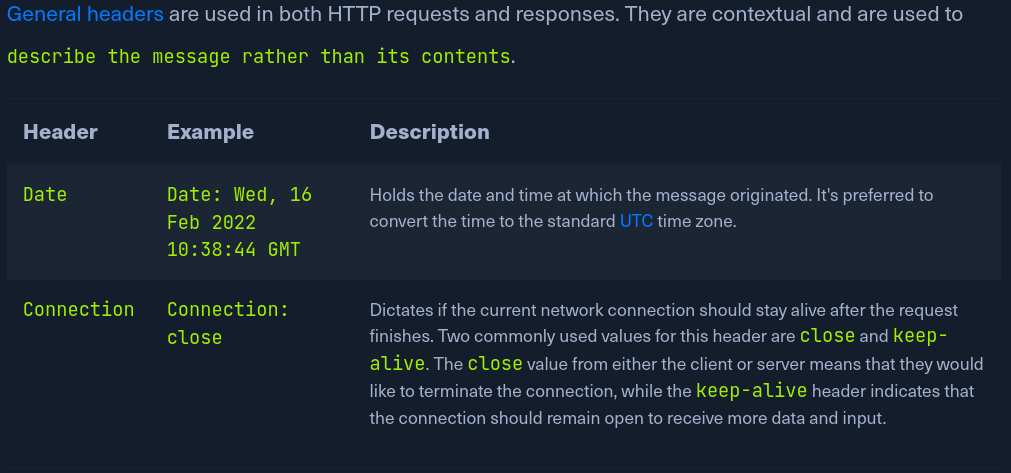 General headers are used in both HTTP requests and responses. They are contextual and are used to
describe the message rather than its contents.
Header Example Description
Date
Date: Wed, 16
Feb 2022
10:38:44 GMT
Holds the date and time at which the message originated. It's preferred to
convert the time to the standard UTC time zone.
Connection
Connection:
close
Dictates if the current network connection should stay alive after the request
finishes. Two commonly used values for this header are close and keep-
alive. The close value from either the client or server means that they would
like to terminate the connection, while the keep-alive header indicates that
the connection should remain open to receive more data and input.